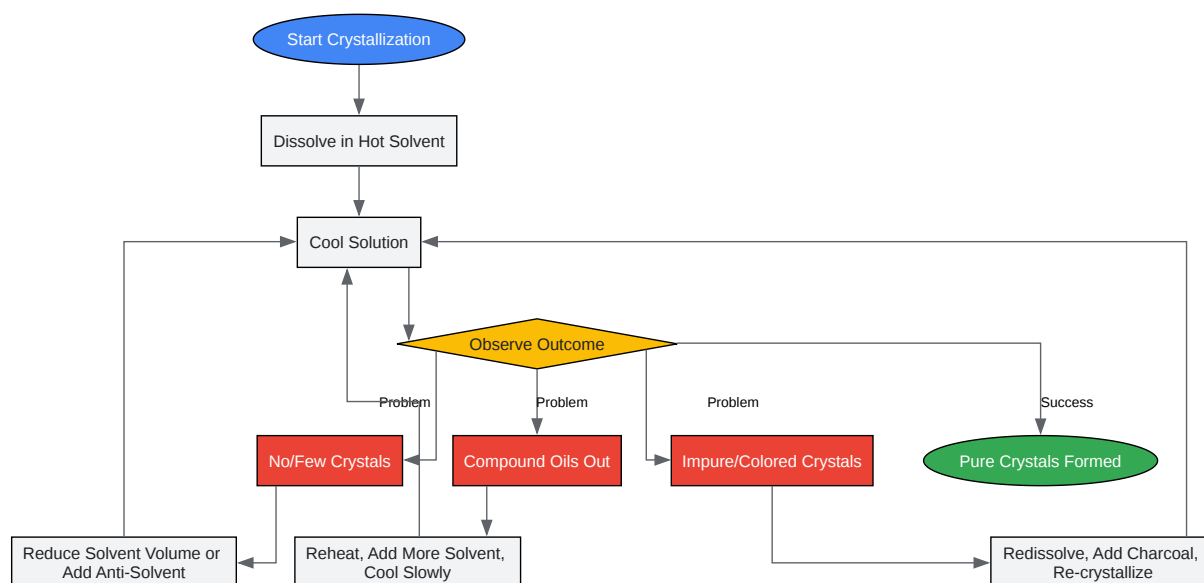 Start Crystallization
Dissolve in Hot Solvent
Cool Solution
Observe Outcome
Problem
Problem
Problem
Success
No/Few Crystals
Compound Oils Out
Impure/Colored Crystals
Pure Crystals Formed
Reduce Solvent Volume or
Add Anti-Solvent
Reheat, Add More Solvent,
Cool Slowly
Redissolve, Add Charcoal,
Re-crystallize